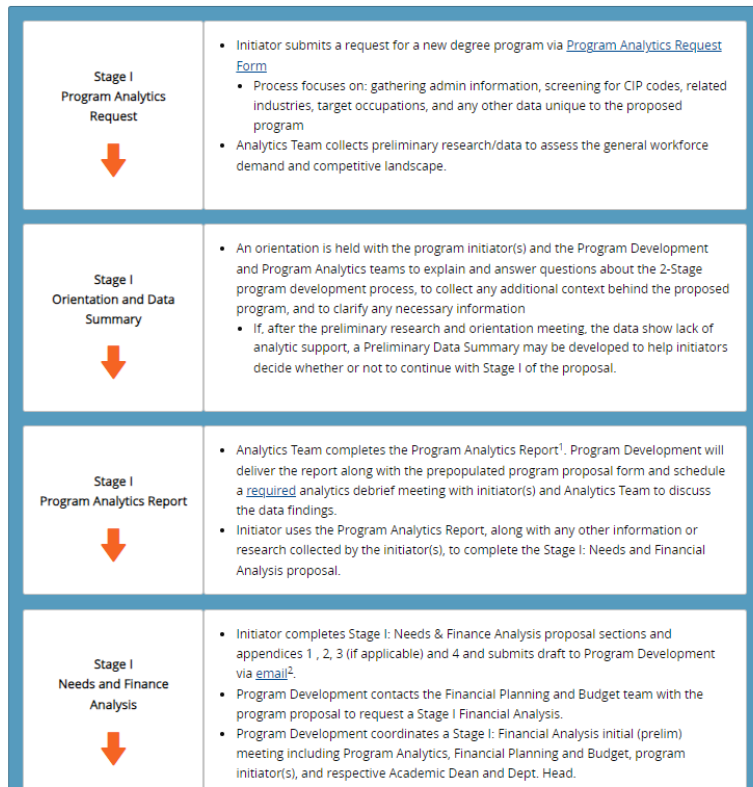 Stage I
Program Analytics
Request
• Initiator submits a request for a new degree program via Program Analytics Request
Form
• Process focuses on: gathering admin information, screening for CIP codes, related
industries, target occupations, and any other data unique to the proposed
program
• Analytics Team collects preliminary research/data to assess the general workforce
demand and competitive landscape.
Stage I
Orientation and Data
Summary
• An orientation is held with the program initiator(s) and the Program Development
and Program Analytics teams to explain and answer questions about the 2-Stage
program development process, to collect any additional context behind the proposed
program, and to clarify any necessary information
• If, after the preliminary research and orientation meeting, the data show lack of
analytic support, a Preliminary Data Summary may be developed to help initiators
decide whether or not to continue with Stage I of the proposal.
Stage I
Program Analytics Report
• Analytics Team completes the Program Analytics Report¹. Program Development will
deliver the report along with the prepopulated program proposal form and schedule
a required analytics debrief meeting with initiator(s) and Analytics Team to discuss
the data findings.
• Initiator uses the Program Analytics Report, along with any other information or
research collected by the initiator(s), to complete the Stage I: Needs and Financial
Analysis proposal.
Stage I
Needs and Finance
Analysis
• Initiator completes Stage I: Needs & Finance Analysis proposal sections and
appendices 1 , 2, 3 (if applicable) and 4 and submits draft to Program Development
via email².
• Program Development contacts the Financial Planning and Budget team with the
program proposal to request a Stage I Financial Analysis.
• Program Development coordinates a Stage I: Financial Analysis initial (prelim)
meeting including Program Analytics, Financial Planning and Budget, program
initiator(s), and respective Academic Dean and Dept. Head.